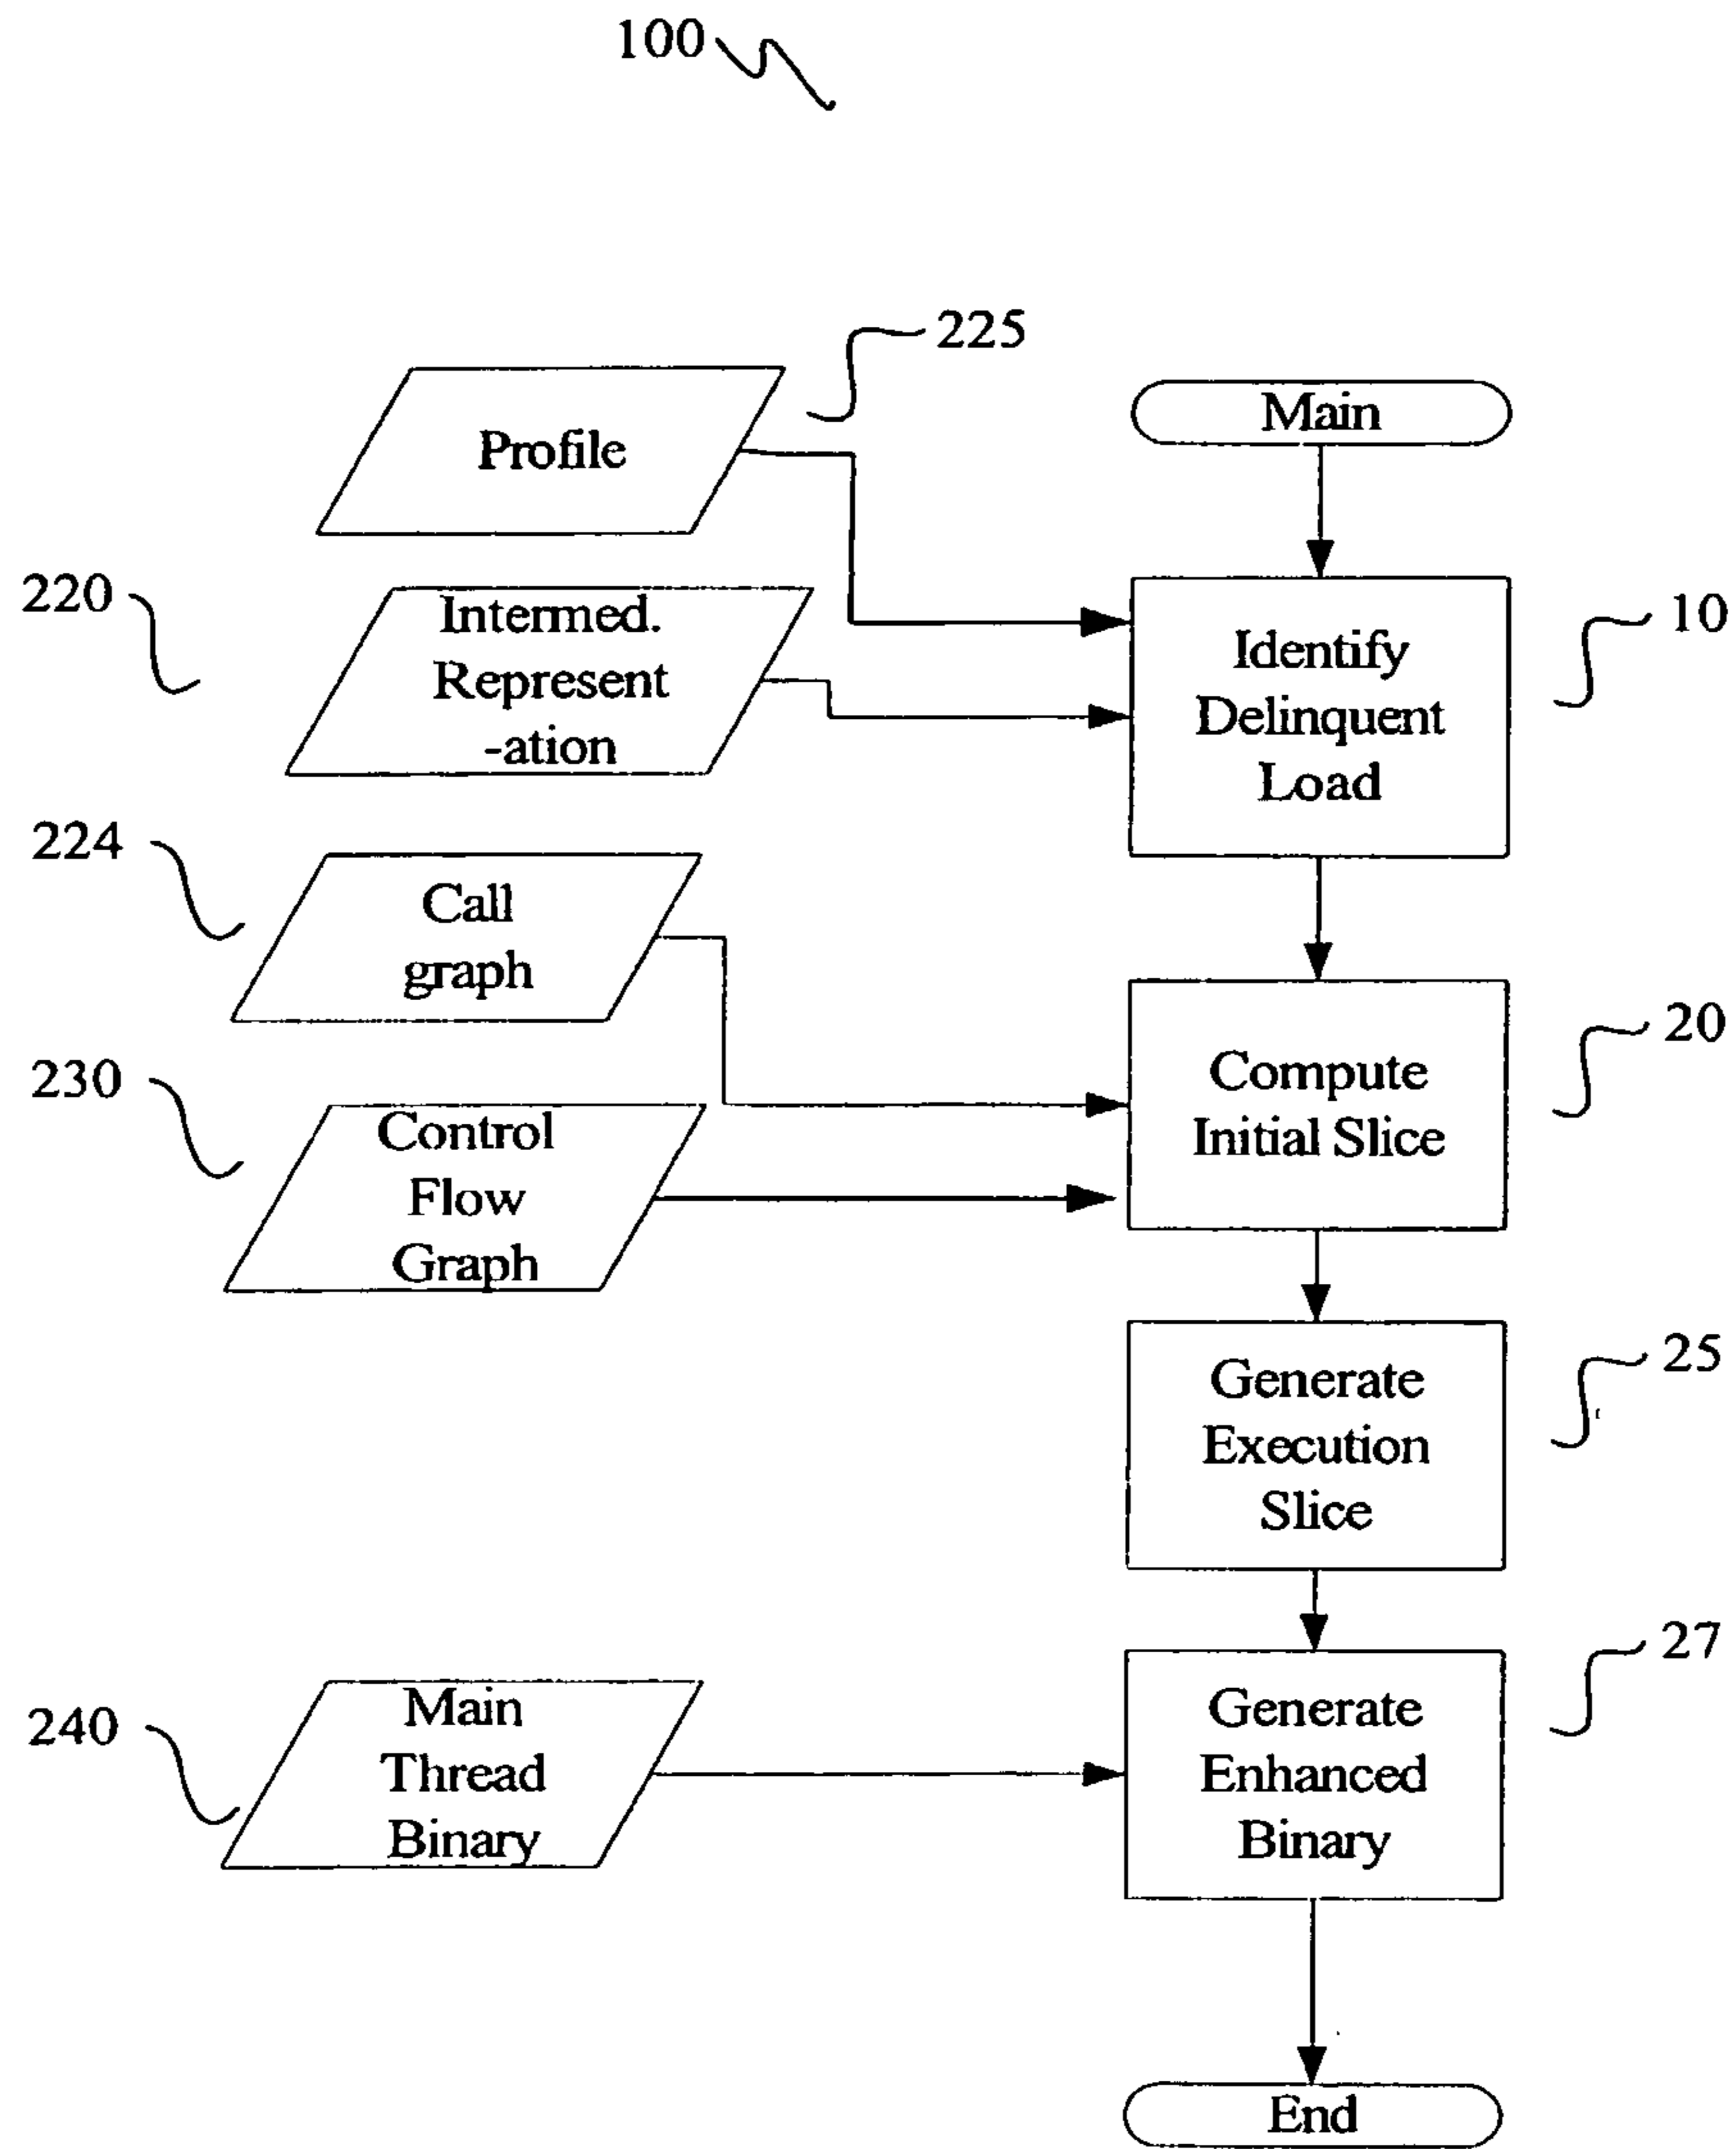 100
225
Profile
Main
220
Intermed.
Represent
-ation
10
Identify
Delinquent
Load
224
Call
graph
20
Compute
Initial Slice
230
Control
Flow
Graph
25
Generate
Execution
Slice
27
Generate
Enhanced
Binary
240
Main
Thread
Binary
End